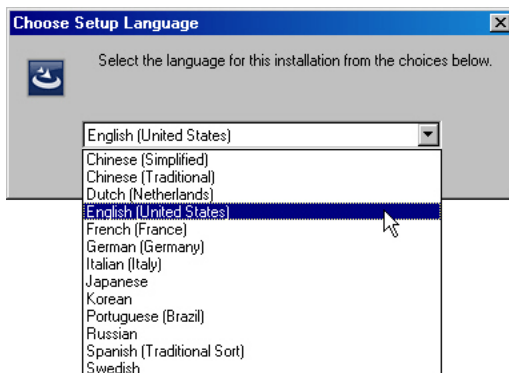 Choose Setup Language
Select the language for this installation from the choices below.
English (United States)
Chinese (Simplified)
Chinese (Traditional)
Dutch (Netherlands)
English (United States)
French (France)
German (Germany)
Italian (Italy)
Japanese
Korean
Portuguese (Brazil)
Russian
Spanish (Traditional Sort)
Swedish